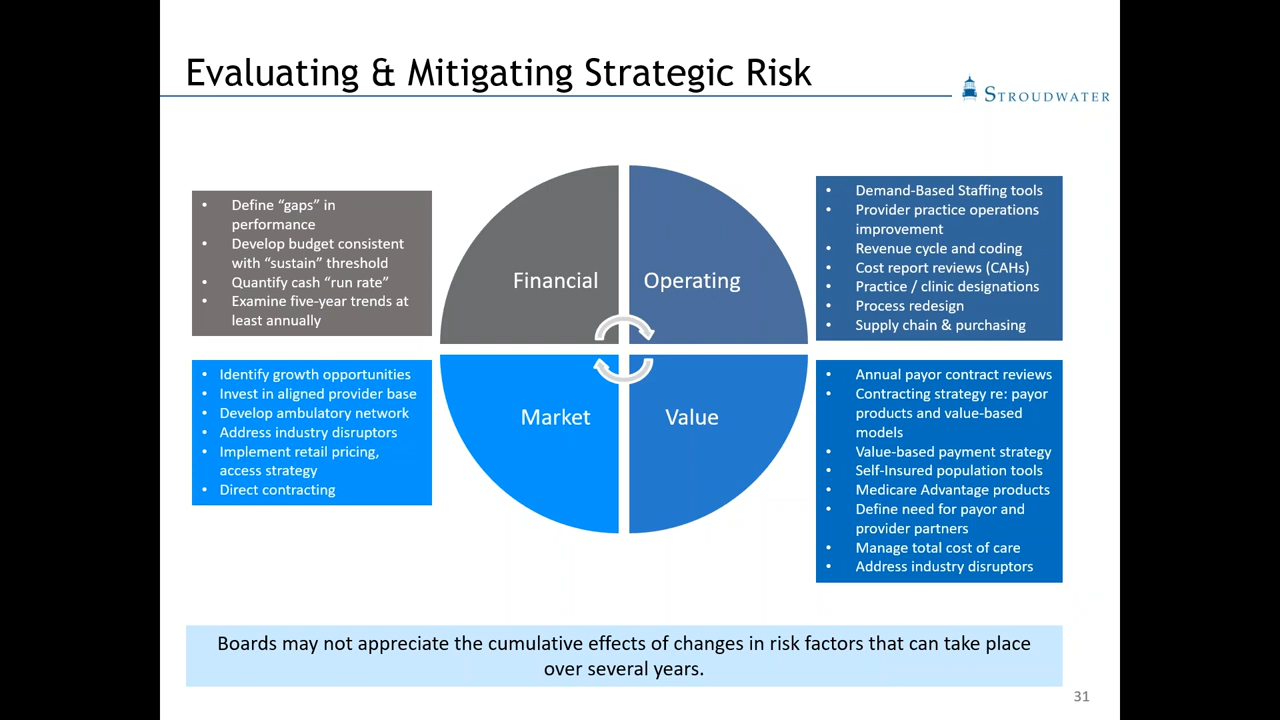 Evaluating & Mitigating Strategic Risk
STROUDWATER
• Define “gaps” in
performance
• Develop budget consistent
with “sustain” threshold
• Quantify cash “run rate”
• Examine five-year trends at
least annually
Financial
Operating
• Demand-Based Staffing tools
• Provider practice operations
improvement
• Revenue cycle and coding
• Cost report reviews (CAHs)
• Practice / clinic designations
• Process redesign
• Supply chain & purchasing
• Identify growth opportunities
• Invest in aligned provider base
• Develop ambulatory network
• Address industry disruptors
• Implement retail pricing,
access strategy
• Direct contracting
Market
Value
• Annual payor contract reviews
• Contracting strategy re: payor
products and value-based
models
• Value-based payment strategy
• Self-Insured population tools
• Medicare Advantage products
• Define need for payor and
provider partners
• Manage total cost of care
• Address industry disruptors
Boards may not appreciate the cumulative effects of changes in risk factors that can take place
over several years.
31